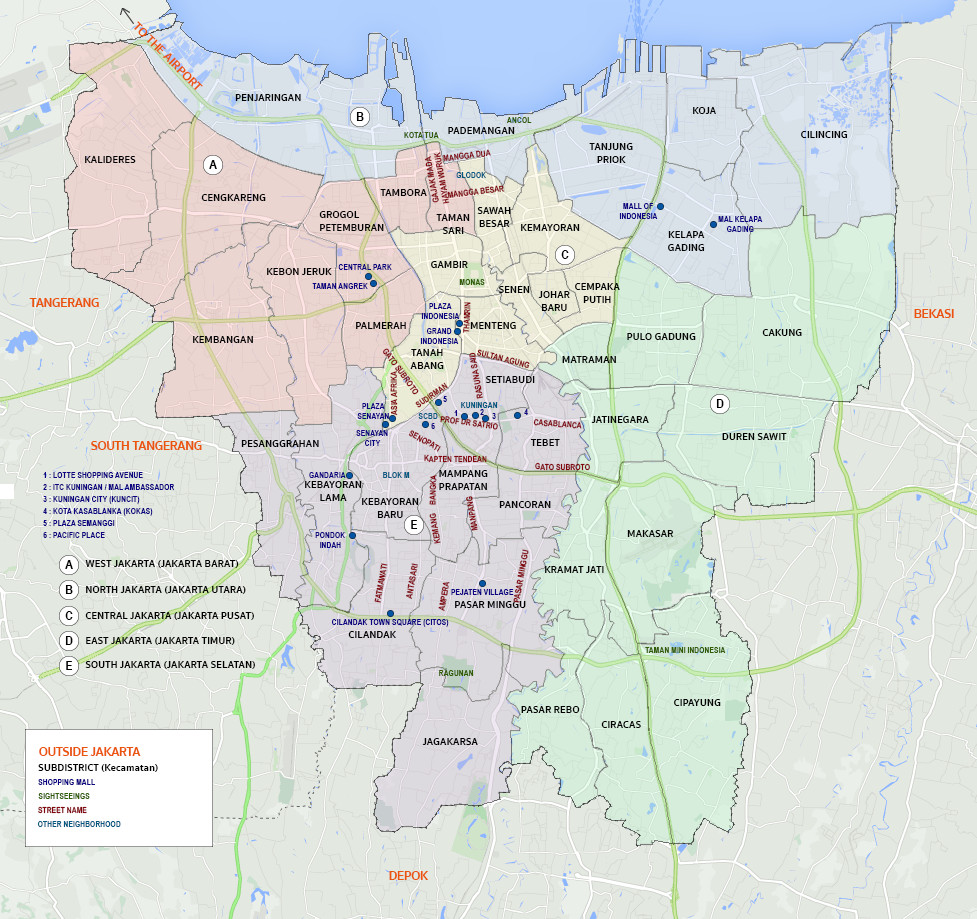 TO THE AIRPORT
PENJARINGAN
B
KOJA
ANCOL
KOTA TUA
PADEMANGAN
CILINCING
TANJUNG
PRIOK
KALIDERES
A
CENGKARENG
MANGGA DUA
GAJAK MADA
HAYAM WURUK
GLODOK
TAMBORA
MANGGA BESAR
GROGOL
PETEMBURAN
TAMAN
SARI
SAWAH
BESAR
KEMAYORAN
MALL OF
INDONESIA
MAL KELAPA
GADING
KELAPA
GADING
C
KEBON JERUK
CENTRAL PARK
TAMAN ANGREK
GAMBIR
MONAS
SENEN
JOHAR
BARU
CEMPAKA
PUTIH
TANGERANG
BEKASI
PLAZA
INDONESIA
GRAND
INDONESIA
THAMRIN
MENTENG
PALMERAH
KEMBANGAN
PULO GADUNG
CAKUNG
TANAH
ABANG
GATO SUBROTO
SULTAN AGUNG
MATRAMAN
RASUNA SAID
SETIABUDI
ASIA AFRIKA
SUDIRMAN
5
KUNINGAN
1
2
3
4
D
PLAZA
SENAYAN
SCBD
6
PROF DR SATRIO
CASABLANCA
JATINEGARA
SENAYAN
CITY
SENOPATI
TEBET
DUREN SAWIT
SOUTH TANGERANG
PESANGGRAHAN
KAPTEN TENDEAN
GATO SUBROTO
GANDARIA
KEBAYORAN
LAMA
BLOK M
MAMPANG
PRAPATAN
1 : LOTTE SHOPPING AVENUE
2 : ITC KUNINGAN / MAL AMBASSADOR
3 : KUNINGAN CITY (KUNCIT)
4 : KOTA KASABLANKA (KOKAS)
5 : PLAZA SEMANGGI
6 : PACIFIC PLACE
KEBAYORAN
BARU
BANGKA
KEMANG
MAMPANG
PANCORAN
E
PONDOK
INDAH
MAKASAR
KRAMAT JATI
A WEST JAKARTA (JAKARTA BARAT)
B NORTH JAKARTA (JAKARTA UTARA)
C CENTRAL JAKARTA (JAKARTA PUSAT)
D EAST JAKARTA (JAKARTA TIMUR)
E SOUTH JAKARTA (JAKARTA SELATAN)
FATMAWATI
ANTASARI
AMPERA
PASAR MINGGU
PEJATEN VILLAGE
PASAR MINGGU
CILANDAK TOWN SQUARE (CITOS)
CILANDAK
TAMAN MINI INDONESIA
RAGUNAN
PASAR REBO
CIRACAS
CIPAYUNG
JAGAKARSA
OUTSIDE JAKARTA
SUBDISTRICT (Kecamatan)
SHOPPING MALL
SIGHTSEEINGS
STREET NAME
OTHER NEIGHBORHOOD
DEPOK